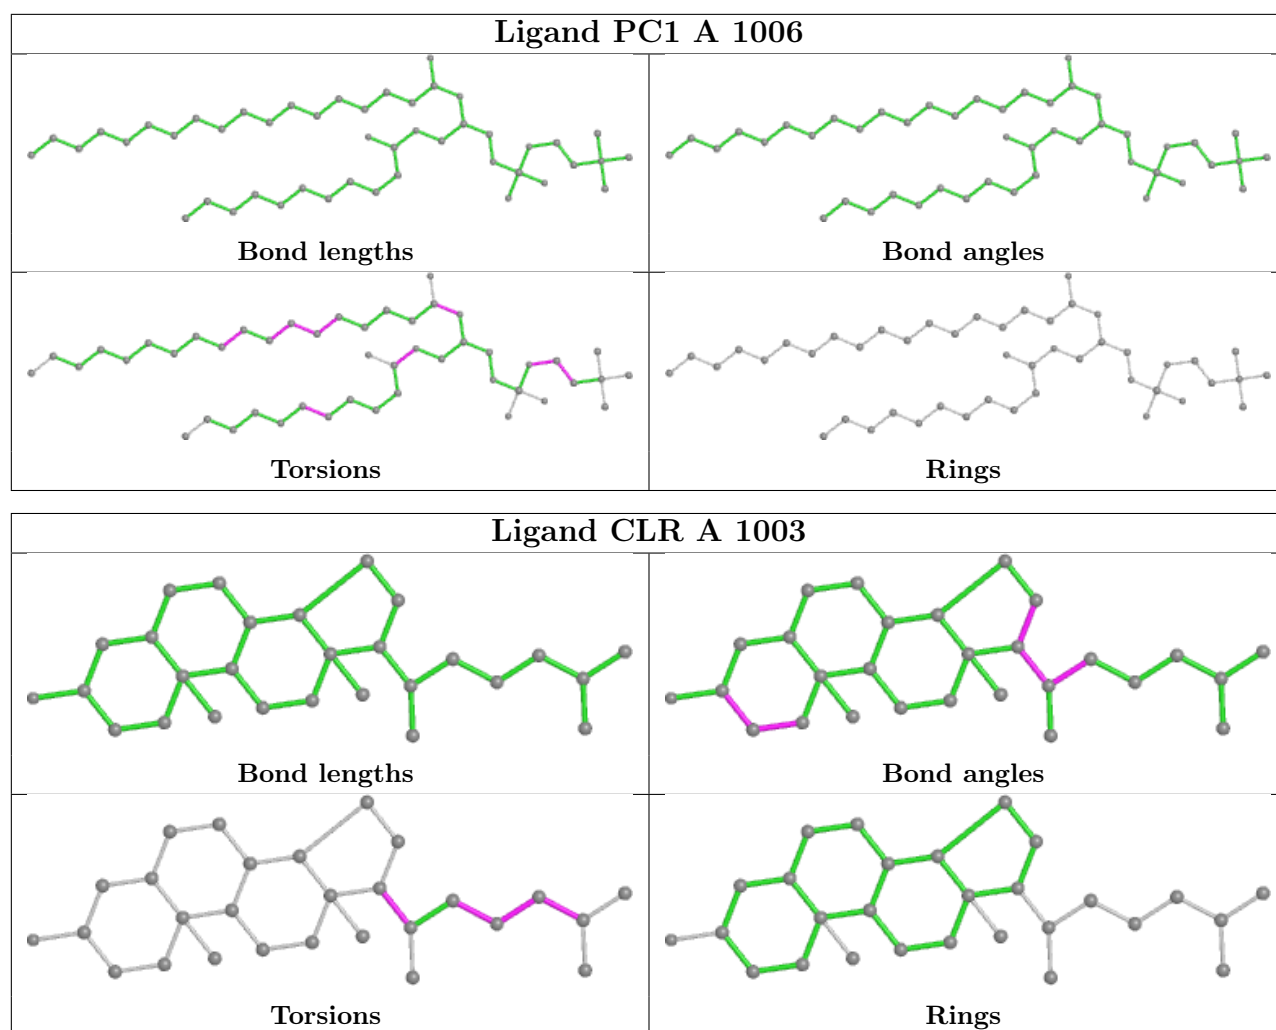 Ligand PC1 A 1006
Bond lengths
Bond angles
Torsions
Rings
Ligand CLR A 1003
Bond lengths
Bond angles
Torsions
Rings